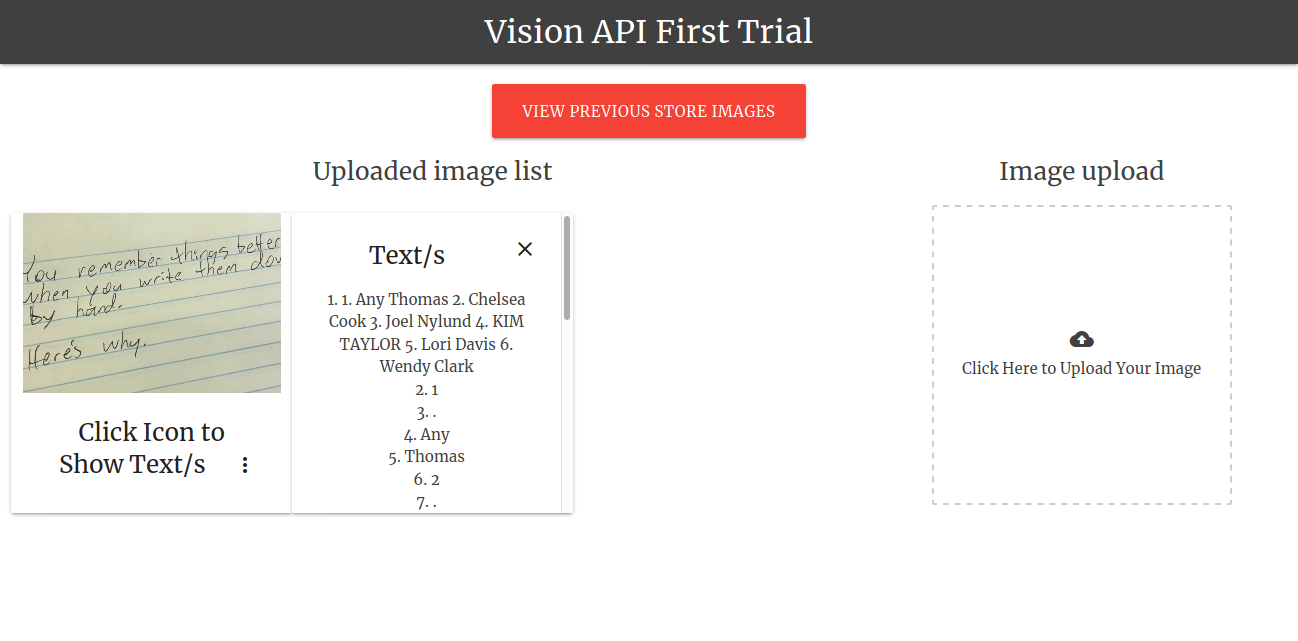 Vision API First Trial
VIEW PREVIOUS STORE IMAGES
Uploaded image list
You remember things better
when you write them dow
by hand.
Here's why.
Click Icon to
Show Text/s
Text/s
1. 1. Any Thomas 2. Chelsea
Cook 3. Joel Nylund 4. KIM
TAYLOR 5. Lori Davis 6.
Wendy Clark
2. 1
3. .
4. Any
5. Thomas
6. 2
7. .
Image upload
Click Here to Upload Your Image